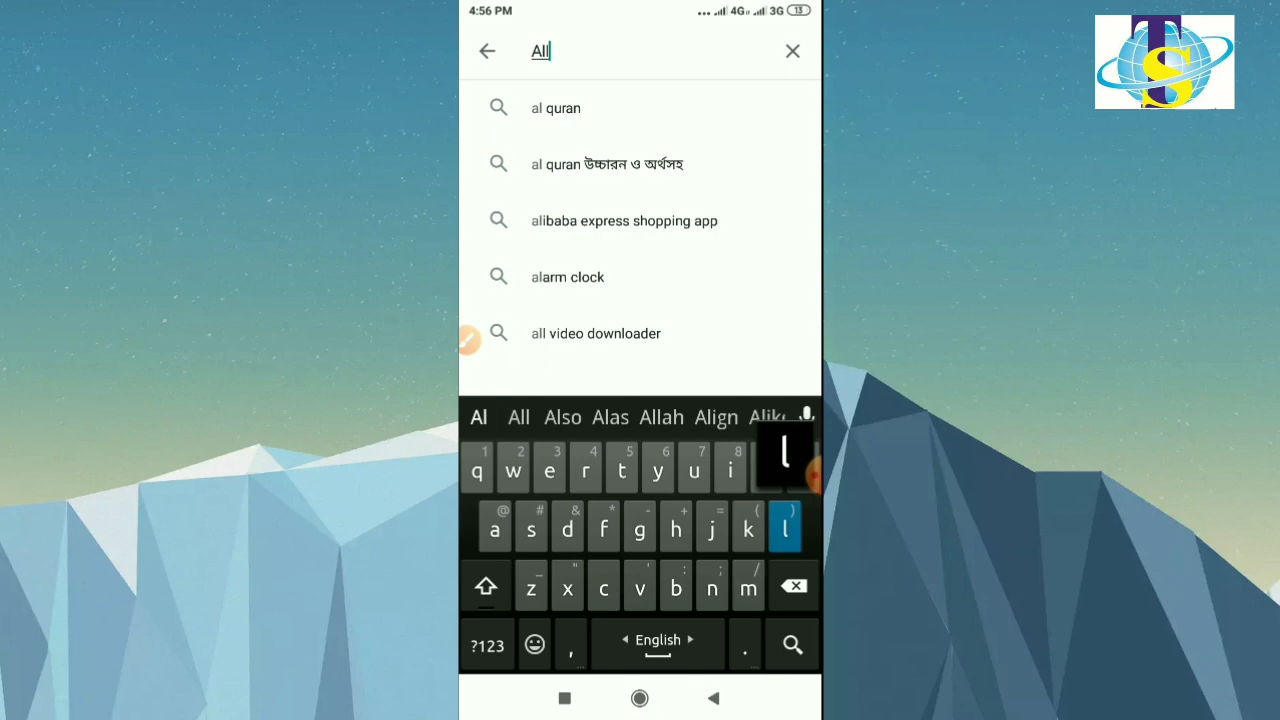 4:56 PM 4G 3G 13
All
al quran
al quran উচ্চারন ও অর্থসহ
alibaba express shopping app
alarm clock
all video downloader
Al All Also Alas Allah Align
1 2 3 4 5 6 7 8
q w e r t y u i l
@ # & * - + = ( )
a s d f g h j k l
_ " ' : ; /
z x c v b n m
?123 , English .
TS